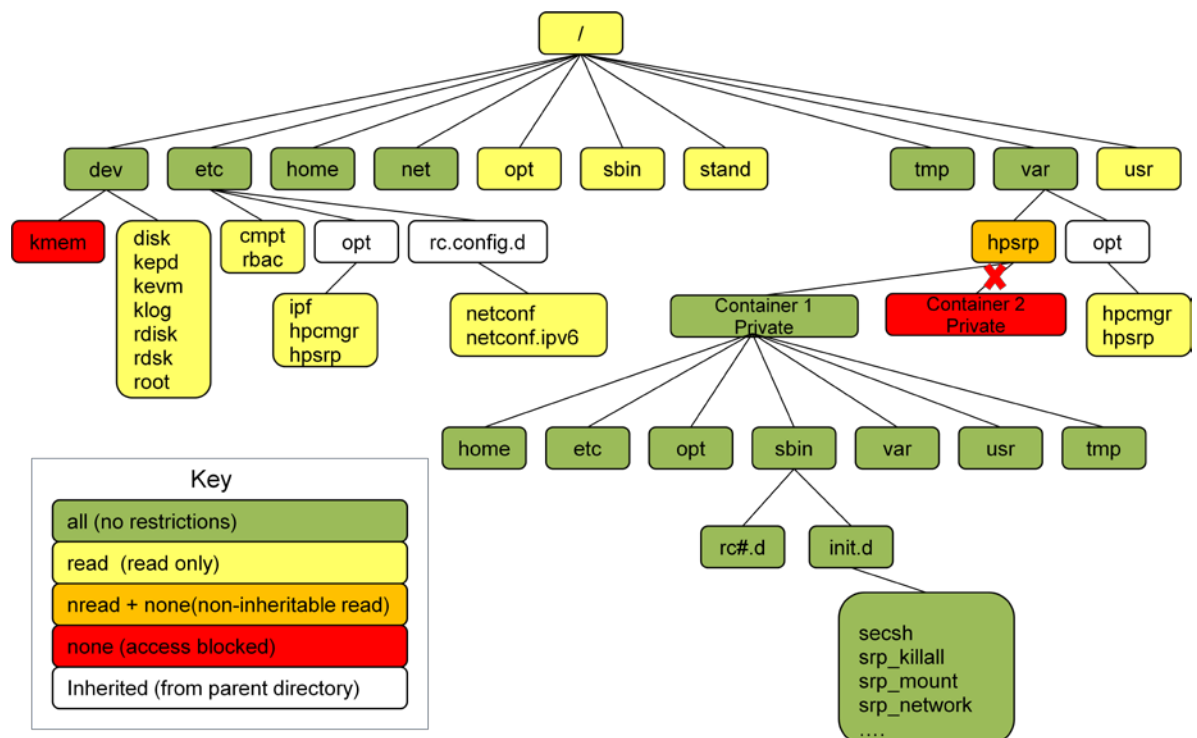 /
dev
etc
home
net
opt
sbin
stand
tmp
var
usr
kmem
disk
kepd
kevm
klog
rdisk
rdsk
root
cmpt
rbac
opt
rc.config.d
hpsrp
opt
ipf
hpcmgr
hpsrp
netconf
netconf.ipv6
Container 1
Private
Container 2
Private
hpcmgr
hpsrp
home
etc
opt
sbin
var
usr
tmp
rc#.d
init.d
secsh
srp_killall
srp_mount
srp_network
....
Key
all (no restrictions)
read (read only)
nread + none(non-inheritable read)
none (access blocked)
Inherited (from parent directory)